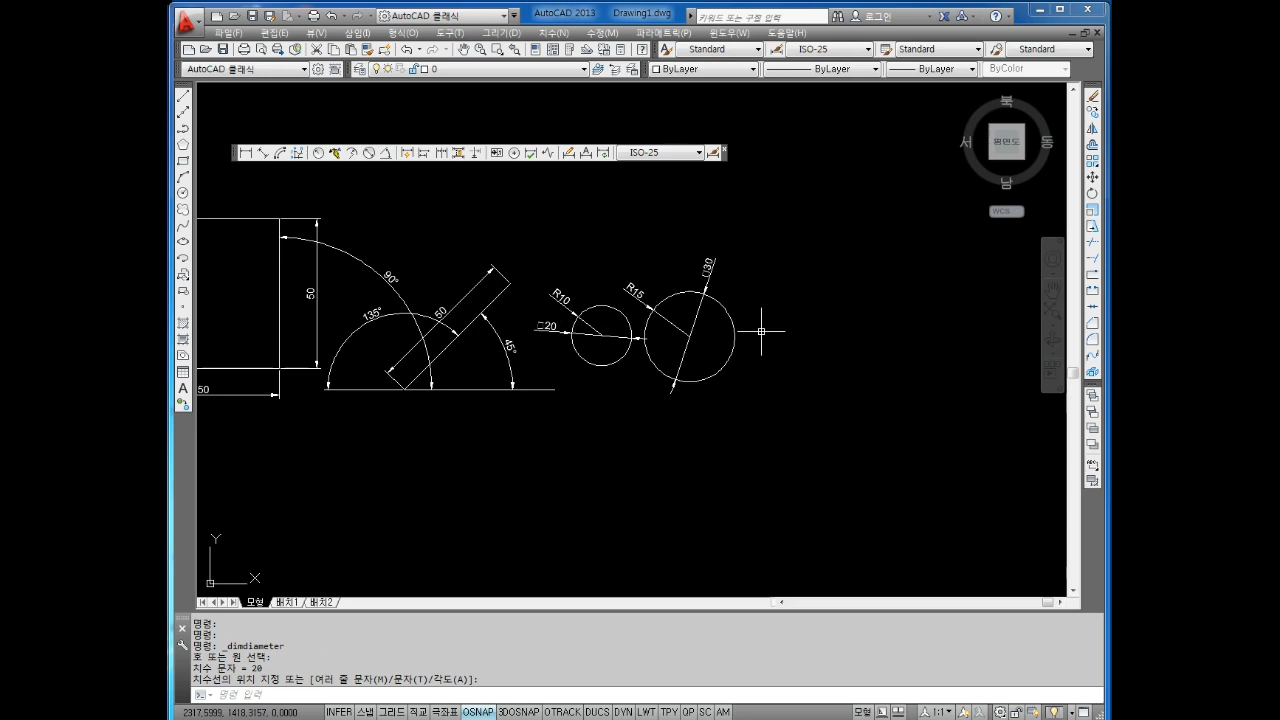 AutoCAD 클래식
AutoCAD 2013 Drawing1.dwg
키워드 또는 구절 입력
로그인
파일(F) 편집(E) 뷰(V) 삽입(I) 형식(O) 도구(T) 그리기(D) 치수(N) 수정(M) 파라메트릭(P) 윈도우(W) 도움말(H)
Standard ISO-25 Standard Standard
AutoCAD 클래식 0 ByLayer ByLayer ByLayer ByColor
북
서 평면도 동
남
WCS
ISO-25
90°
50
135°
50
45°
50
R10
□20
R15
□30
Y
X
모형 배치1 배치2
명령:
명령:
명령: _dimdiameter
호 또는 원 선택:
치수 문자 = 20
치수선의 위치 지정 또는 [여러 줄 문자(M)/문자(T)/각도(A)]:
명령 입력
2317.5999, 1418.3157, 0.0000 INFER 스냅 그리드 직교 극좌표 OSNAP 3DOSNAP OTRACK DUCS DYN LWT TPY QP SC AM 모형 1:1